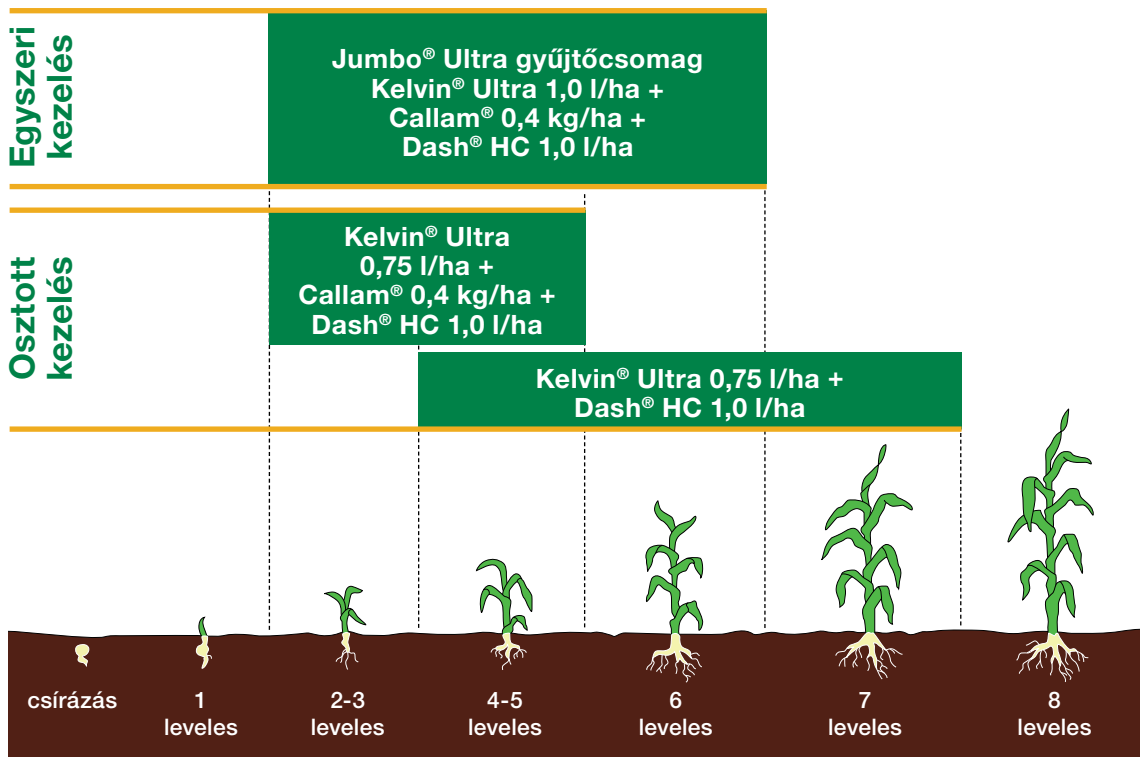 Egyszeri
kezelés
Jumbo® Ultra gyűjtőcsomag
Kelvin® Ultra 1,0 l/ha +
Callam® 0,4 kg/ha +
Dash® HC 1,0 l/ha
Osztott
kezelés
Kelvin® Ultra
0,75 l/ha +
Callam® 0,4 kg/ha +
Dash® HC 1,0 l/ha
Kelvin® Ultra 0,75 l/ha +
Dash® HC 1,0 l/ha
csírázás
1
leveles
2-3
leveles
4-5
leveles
6
leveles
7
leveles
8
leveles